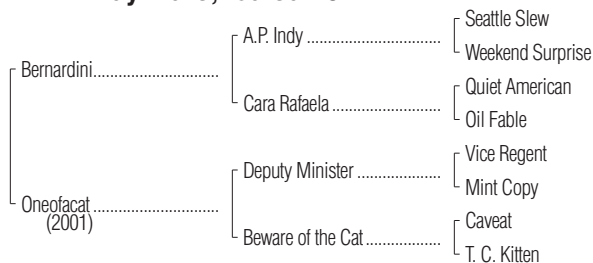 Seattle Slew
A.P. Indy
Weekend Surprise
Bernardini
Quiet American
Cara Rafaela
Oil Fable
Vice Regent
Deputy Minister
Mint Copy
Oneofacat
(2001)
Caveat
Beware of the Cat
T. C. Kitten